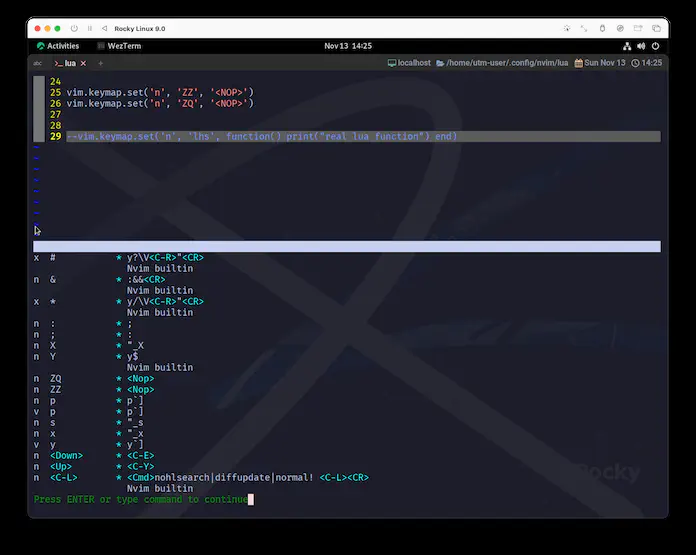 Rocky Linux 9.0
Activities WezTerm Nov 13 14:25
abc lua × + localhost /home/utm-user/.config/nvim/lua Sun Nov 13 14:25
24
25 vim.keymap.set('n', 'ZZ', '<NOP>')
26 vim.keymap.set('n', 'ZQ', '<NOP>')
27
28
29 --vim.keymap.set('n', 'lhs', function() print("real lua function") end)
~
~
~
~
~
~
~
~
x # * y?\V<C-R>"<CR>
Nvim builtin
n & * :&&<CR>
Nvim builtin
x * * y/\V<C-R>"<CR>
Nvim builtin
n : * ;
n ; * :
n X * "_X
n Y * y$
Nvim builtin
n ZQ * <Nop>
n ZZ * <Nop>
n p * p`]
v p * p`]
n s * "_s
n x * "_x
v y * y`]
n <Down> * <C-E>
n <Up> * <C-Y>
n <C-L> * <Cmd>nohlsearch|diffupdate|normal! <C-L><CR>
Nvim builtin
Rocky
Press ENTER or type command to continue